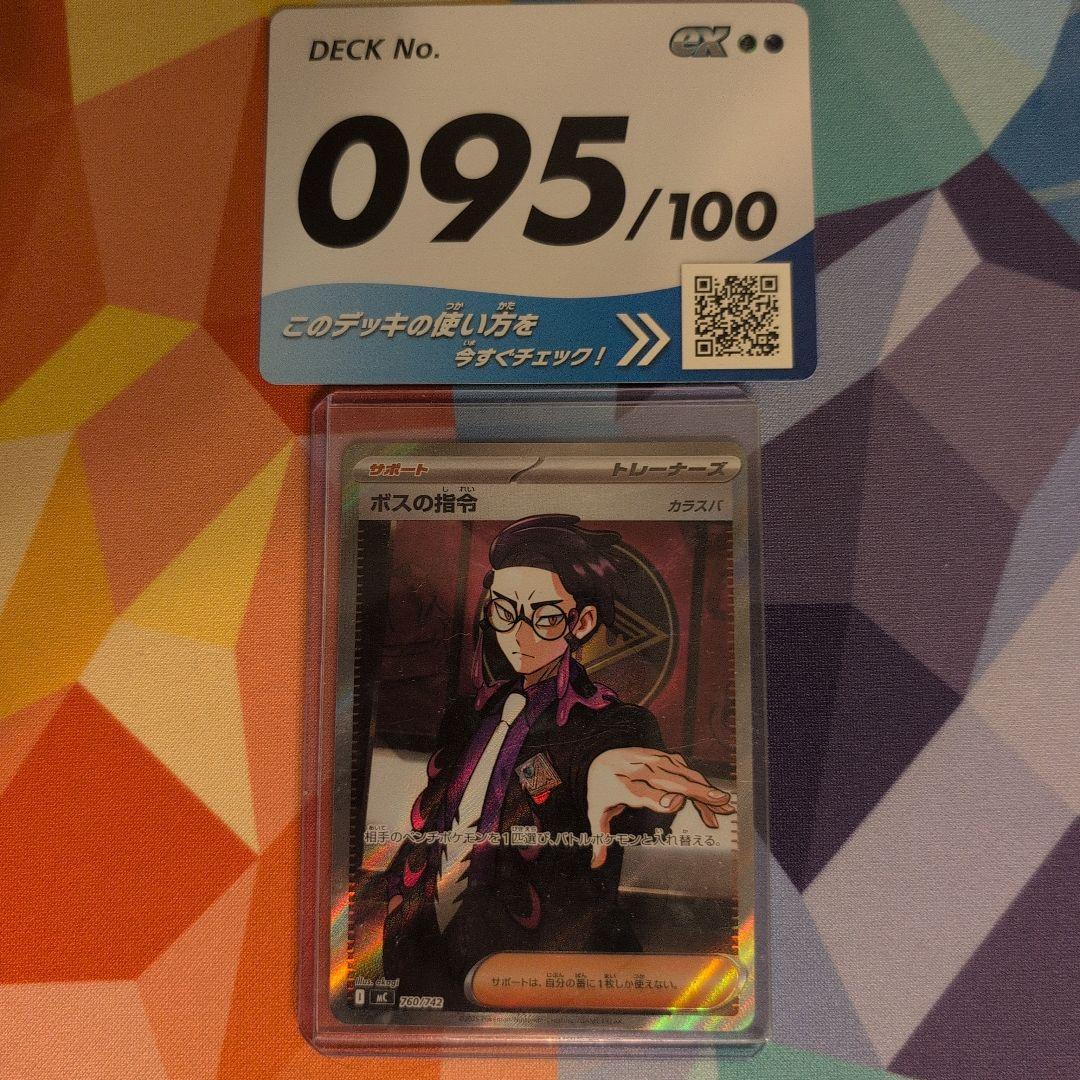 DECK No.
ex
095/100
このデッキの使い方を
今すぐチェック!
サポート
トレーナーズ
ボスの指令
カラスバ
相手のベンチポケモンを1匹選び、バトルポケモンと入れ替える。
サポートは、自分の番に1枚しか使えない。
illus. akagi
I MC 760/742